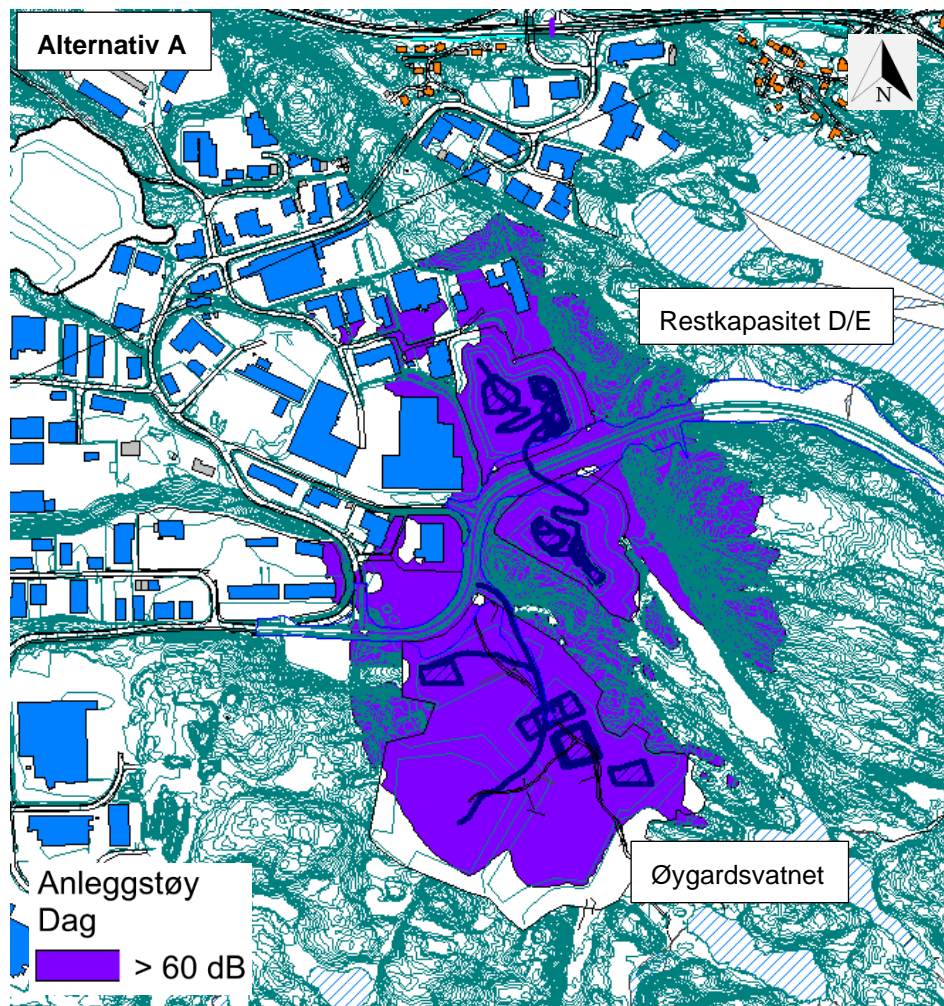 Alternativ A
N
Restkapasitet D/E
Øygardsvatnet
Anleggstøy
Dag
> 60 dB